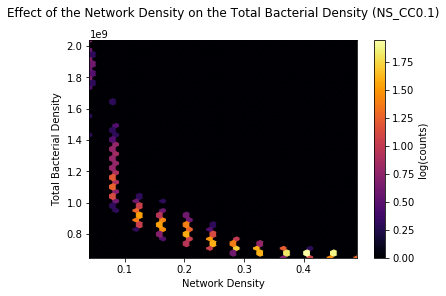 Effect of the Network Density on the Total Bacterial Density (NS_CC0.1)
1e9
2.0
1.8
1.6
1.4
1.2
1.0
0.8
Total Bacterial Density
0.1 0.2 0.3 0.4
Network Density
1.75
1.50
1.25
1.00
0.75
0.50
0.25
0.00
log(counts)